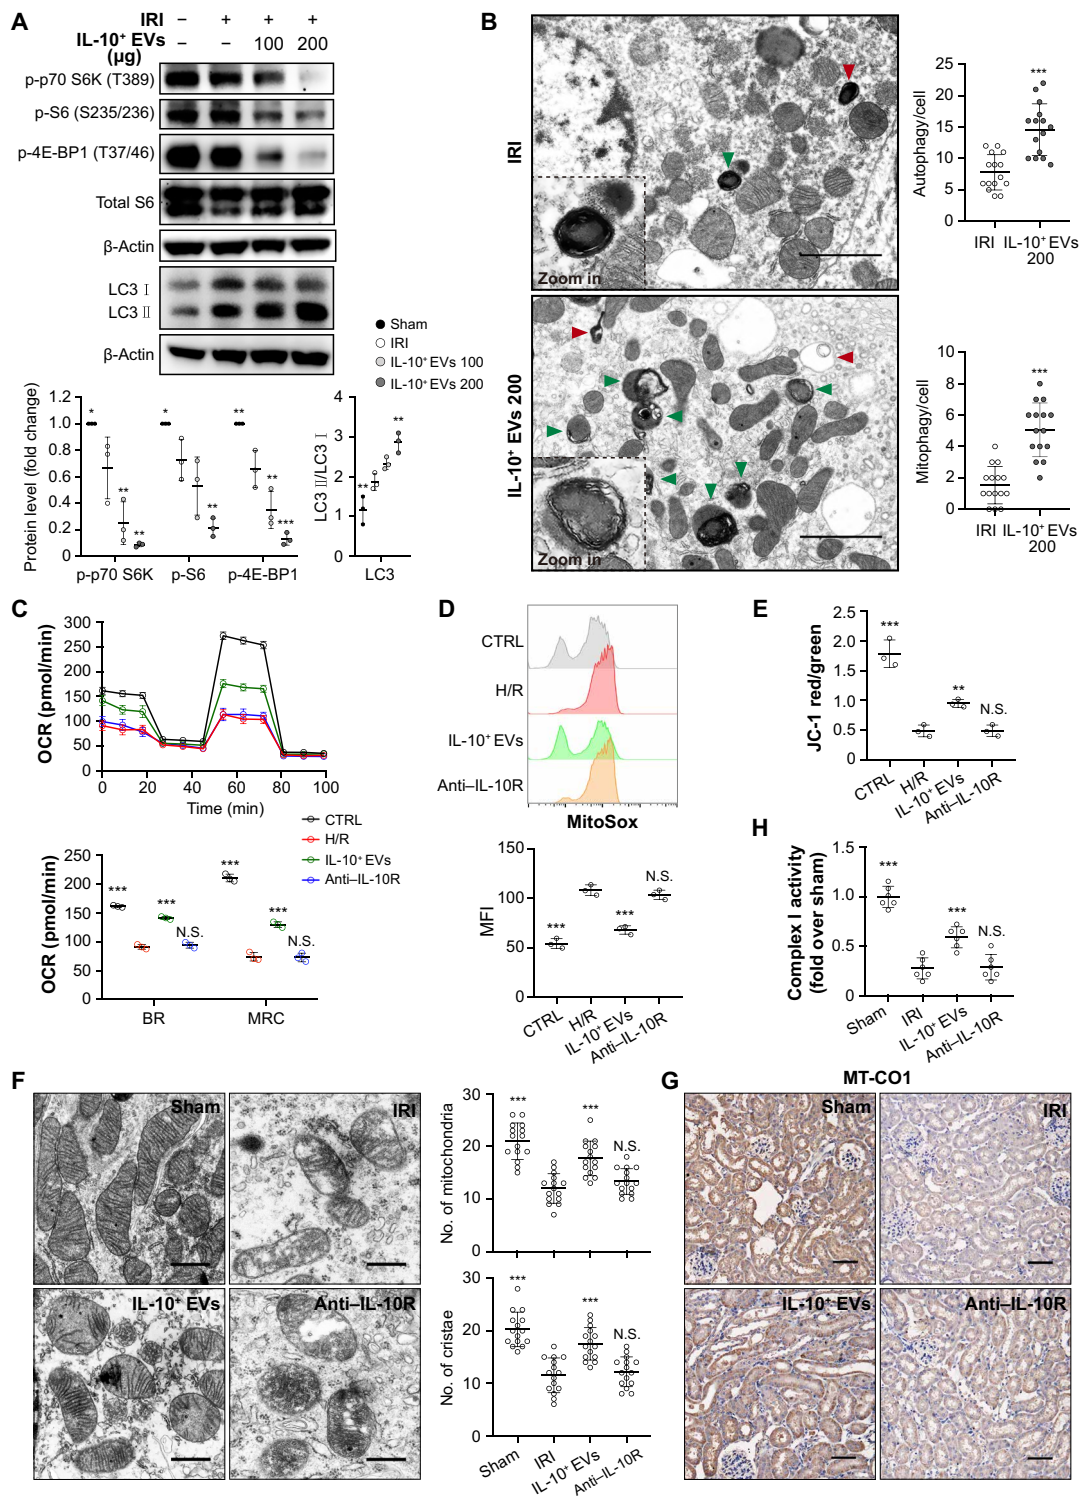 A
IRI – + + +
IL-10+ EVs (μg) – – 100 200
p-p70 S6K (T389)
p-S6 (S235/236)
p-4E-BP1 (T37/46)
Total S6
β-Actin
LC3 Ⅰ
LC3 Ⅱ
β-Actin
Sham
IRI
IL-10+ EVs 100
IL-10+ EVs 200
Protein level (fold change)
1.2
1.0
0.8
0.6
0.4
0.2
0
* ** ** * ** ** ** ***
p-p70 S6K p-S6 p-4E-BP1
LC3 Ⅱ/LC3 Ⅰ
4
3
2
1
0
** **
LC3
B
IRI
Zoom in
IL-10+ EVs 200
Zoom in
Autophagy/cell
25
20
15
10
5
0
***
IRI IL-10+ EVs
200
Mitophagy/cell
10
8
6
4
2
0
***
IRI IL-10+ EVs
200
C
OCR (pmol/min)
300
250
200
150
100
50
0
0 20 40 60 80 100
Time (min)
CTRL
H/R
IL-10+ EVs
Anti–IL-10R
OCR (pmol/min)
250
200
150
100
50
0
*** *** N.S. *** *** N.S.
BR MRC
D
CTRL
H/R
IL-10+ EVs
Anti–IL-10R
MitoSox
MFI
150
100
50
0
*** *** N.S.
CTRL H/R IL-10+ EVs Anti–IL-10R
E
JC-1 red/green
2.5
2.0
1.5
1.0
0.5
0
*** ** N.S.
CTRL H/R IL-10+ EVs Anti–IL-10R
H
Complex I activity
(fold over sham)
1.5
1.0
0.5
0
*** *** N.S.
Sham IRI IL-10+ EVs Anti–IL-10R
F
Sham
IRI
IL-10+ EVs
Anti–IL-10R
No. of mitochondria
30
20
10
0
*** *** N.S.
No. of cristae
30
20
10
0
*** *** N.S.
Sham IRI IL-10+ EVs Anti–IL-10R
G
MT-CO1
Sham
IRI
IL-10+ EVs
Anti–IL-10R